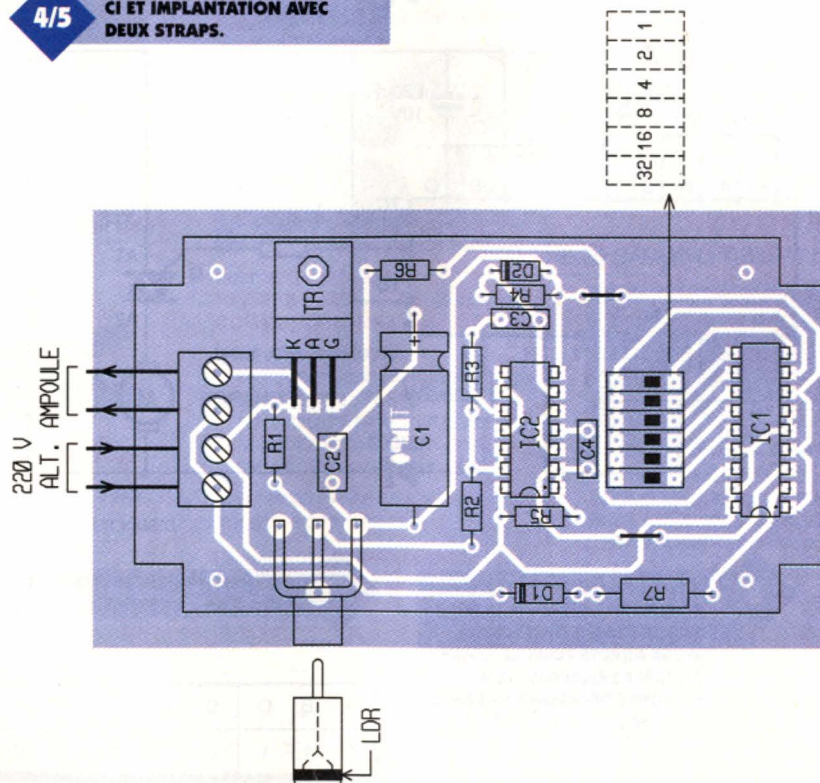 4/5
CI ET IMPLANTATION AVEC
DEUX STRAPS.
32 16 8 4 2 1
220 V
ALT. AMPOULE
TR
K
A
G
R6
D2
R4
C3
R3
R1
C2
C1
+
IC2
C4
IC1
R2
R5
D1
R7
LDR